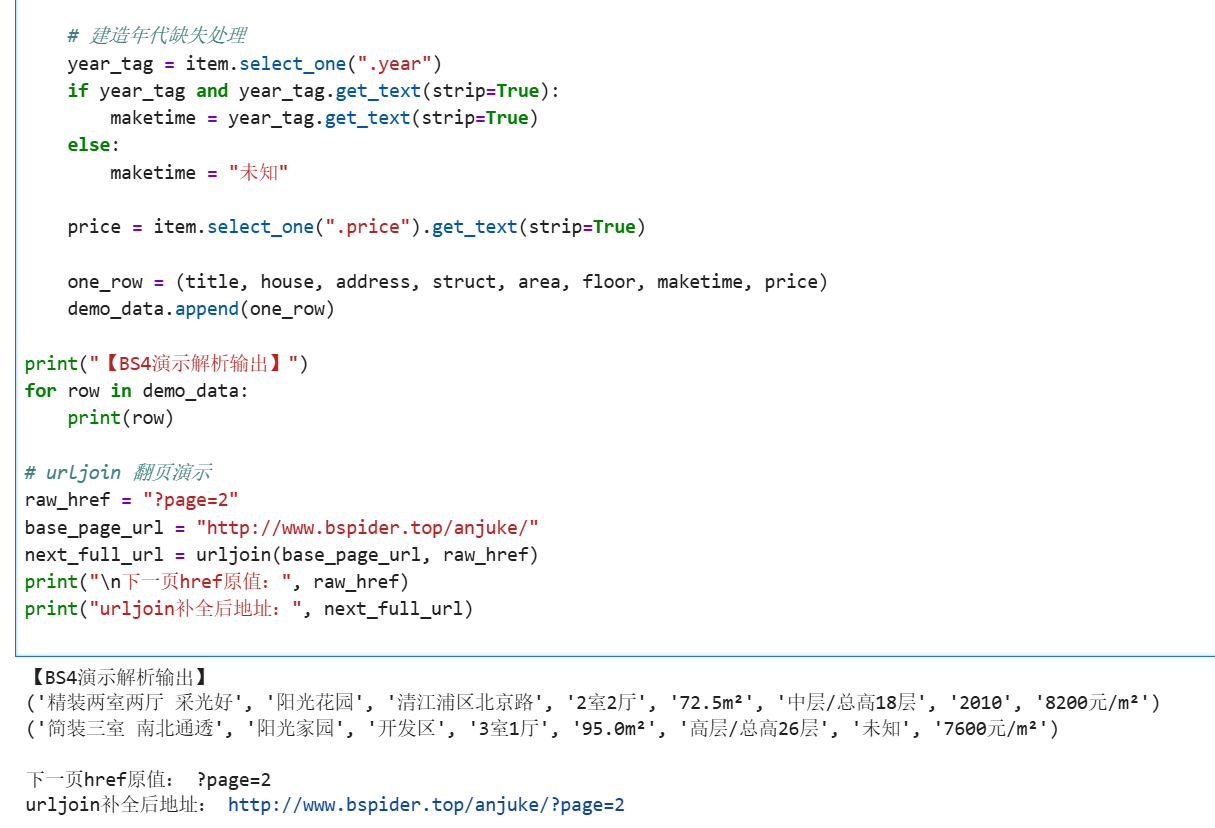 # 建造年代缺失处理
year_tag = item.select_one(".year")
if year_tag and year_tag.get_text(strip=True):
    maketime = year_tag.get_text(strip=True)
else:
    maketime = "未知"
price = item.select_one(".price").get_text(strip=True)
one_row = (title, house, address, struct, area, floor, maketime, price)
demo_data.append(one_row)
print("【BS4演示解析输出】")
for row in demo_data:
    print(row)
# urljoin 翻页演示
raw_href = "?page=2"
base_page_url = "http://www.bspider.top/anjuke/"
next_full_url = urljoin(base_page_url, raw_href)
print("\n下一页href原值：", raw_href)
print("urljoin补全后地址：", next_full_url)
【BS4演示解析输出】
('精装两室两厅 采光好', '阳光花园', '清江浦区北京路', '2室2厅', '72.5m²', '中层/总高18层', '2010', '8200元/m²')
('简装三室 南北通透', '阳光家园', '开发区', '3室1厅', '95.0m²', '高层/总高26层', '未知', '7600元/m²')
下一页href原值： ?page=2
urljoin补全后地址： http://www.bspider.top/anjuke/?page=2